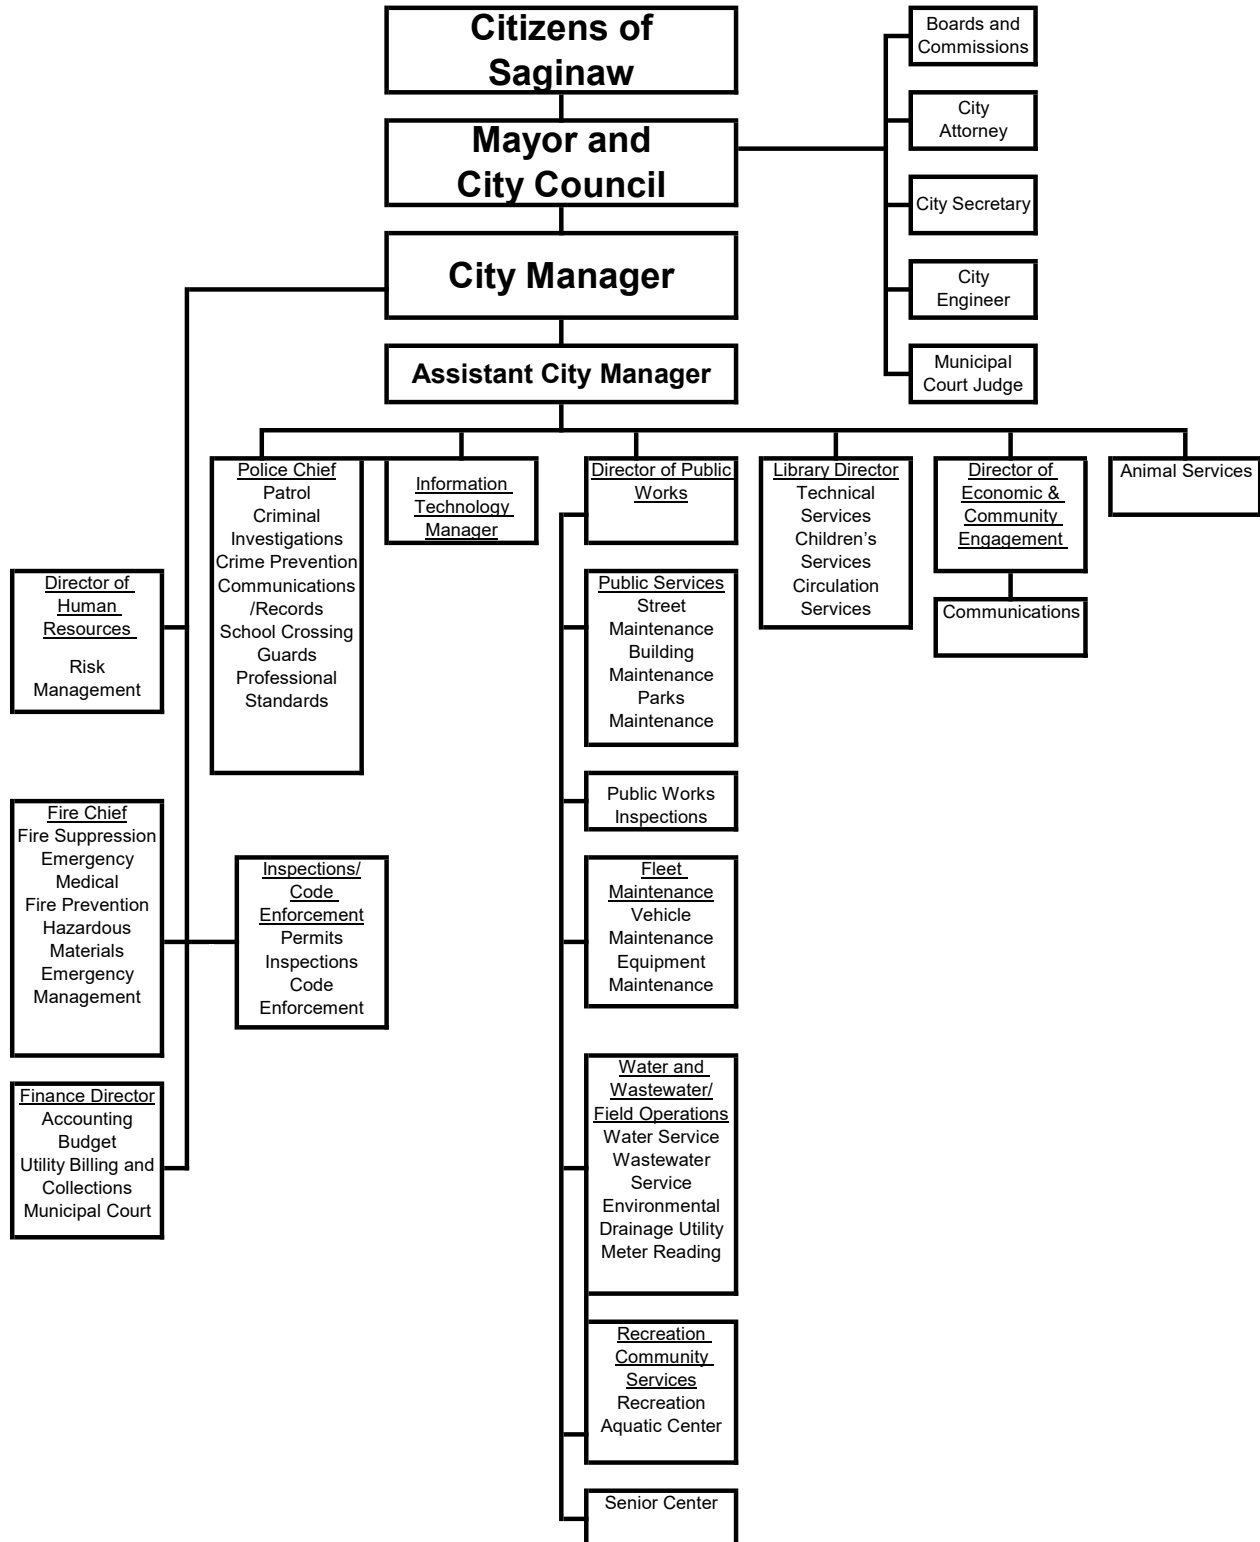 Citizens of
Saginaw
Mayor and
City Council
City Manager
Assistant City Manager
Boards and
Commissions
City
Attorney
City Secretary
City
Engineer
Municipal
Court Judge
Police Chief
Patrol
Criminal
Investigations
Crime Prevention
Communications
/Records
School Crossing
Guards
Professional
Standards
Information
Technology
Manager
Director of Public
Works
Library Director
Technical
Services
Children’s
Services
Circulation
Services
Director of
Economic &
Community
Engagement
Communications
Animal Services
Director of
Human
Resources
Risk
Management
Fire Chief
Fire Suppression
Emergency
Medical
Fire Prevention
Hazardous
Materials
Emergency
Management
Inspections/
Code
Enforcement
Permits
Inspections
Code
Enforcement
Finance Director
Accounting
Budget
Utility Billing and
Collections
Municipal Court
Public Services
Street
Maintenance
Building
Maintenance
Parks
Maintenance
Public Works
Inspections
Fleet
Maintenance
Vehicle
Maintenance
Equipment
Maintenance
Water and
Wastewater/
Field Operations
Water Service
Wastewater
Service
Environmental
Drainage Utility
Meter Reading
Recreation
Community
Services
Recreation
Aquatic Center
Senior Center